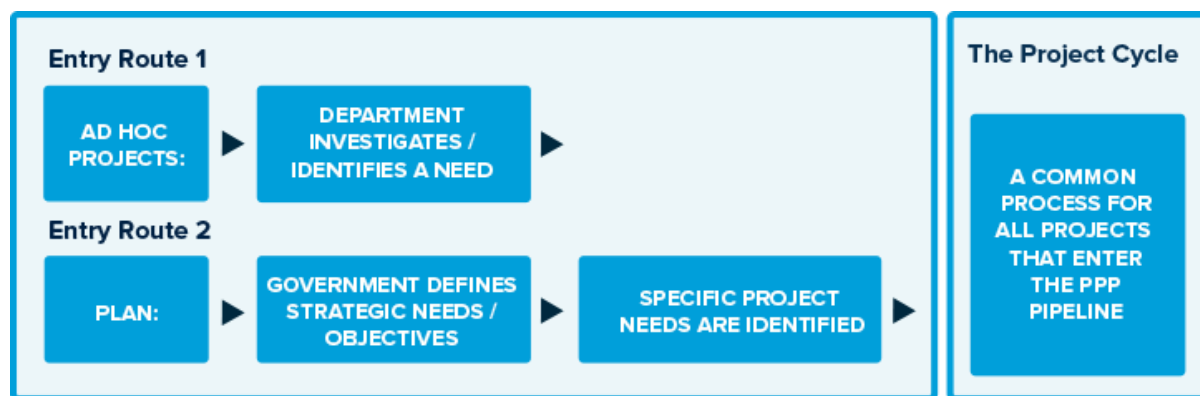 Entry Route 1
AD HOC
PROJECTS:
DEPARTMENT
INVESTIGATES /
IDENTIFIES A NEED
Entry Route 2
PLAN:
GOVERNMENT DEFINES
STRATEGIC NEEDS /
OBJECTIVES
SPECIFIC PROJECT
NEEDS ARE IDENTIFIED
The Project Cycle
A COMMON
PROCESS FOR
ALL PROJECTS
THAT ENTER
THE PPP
PIPELINE